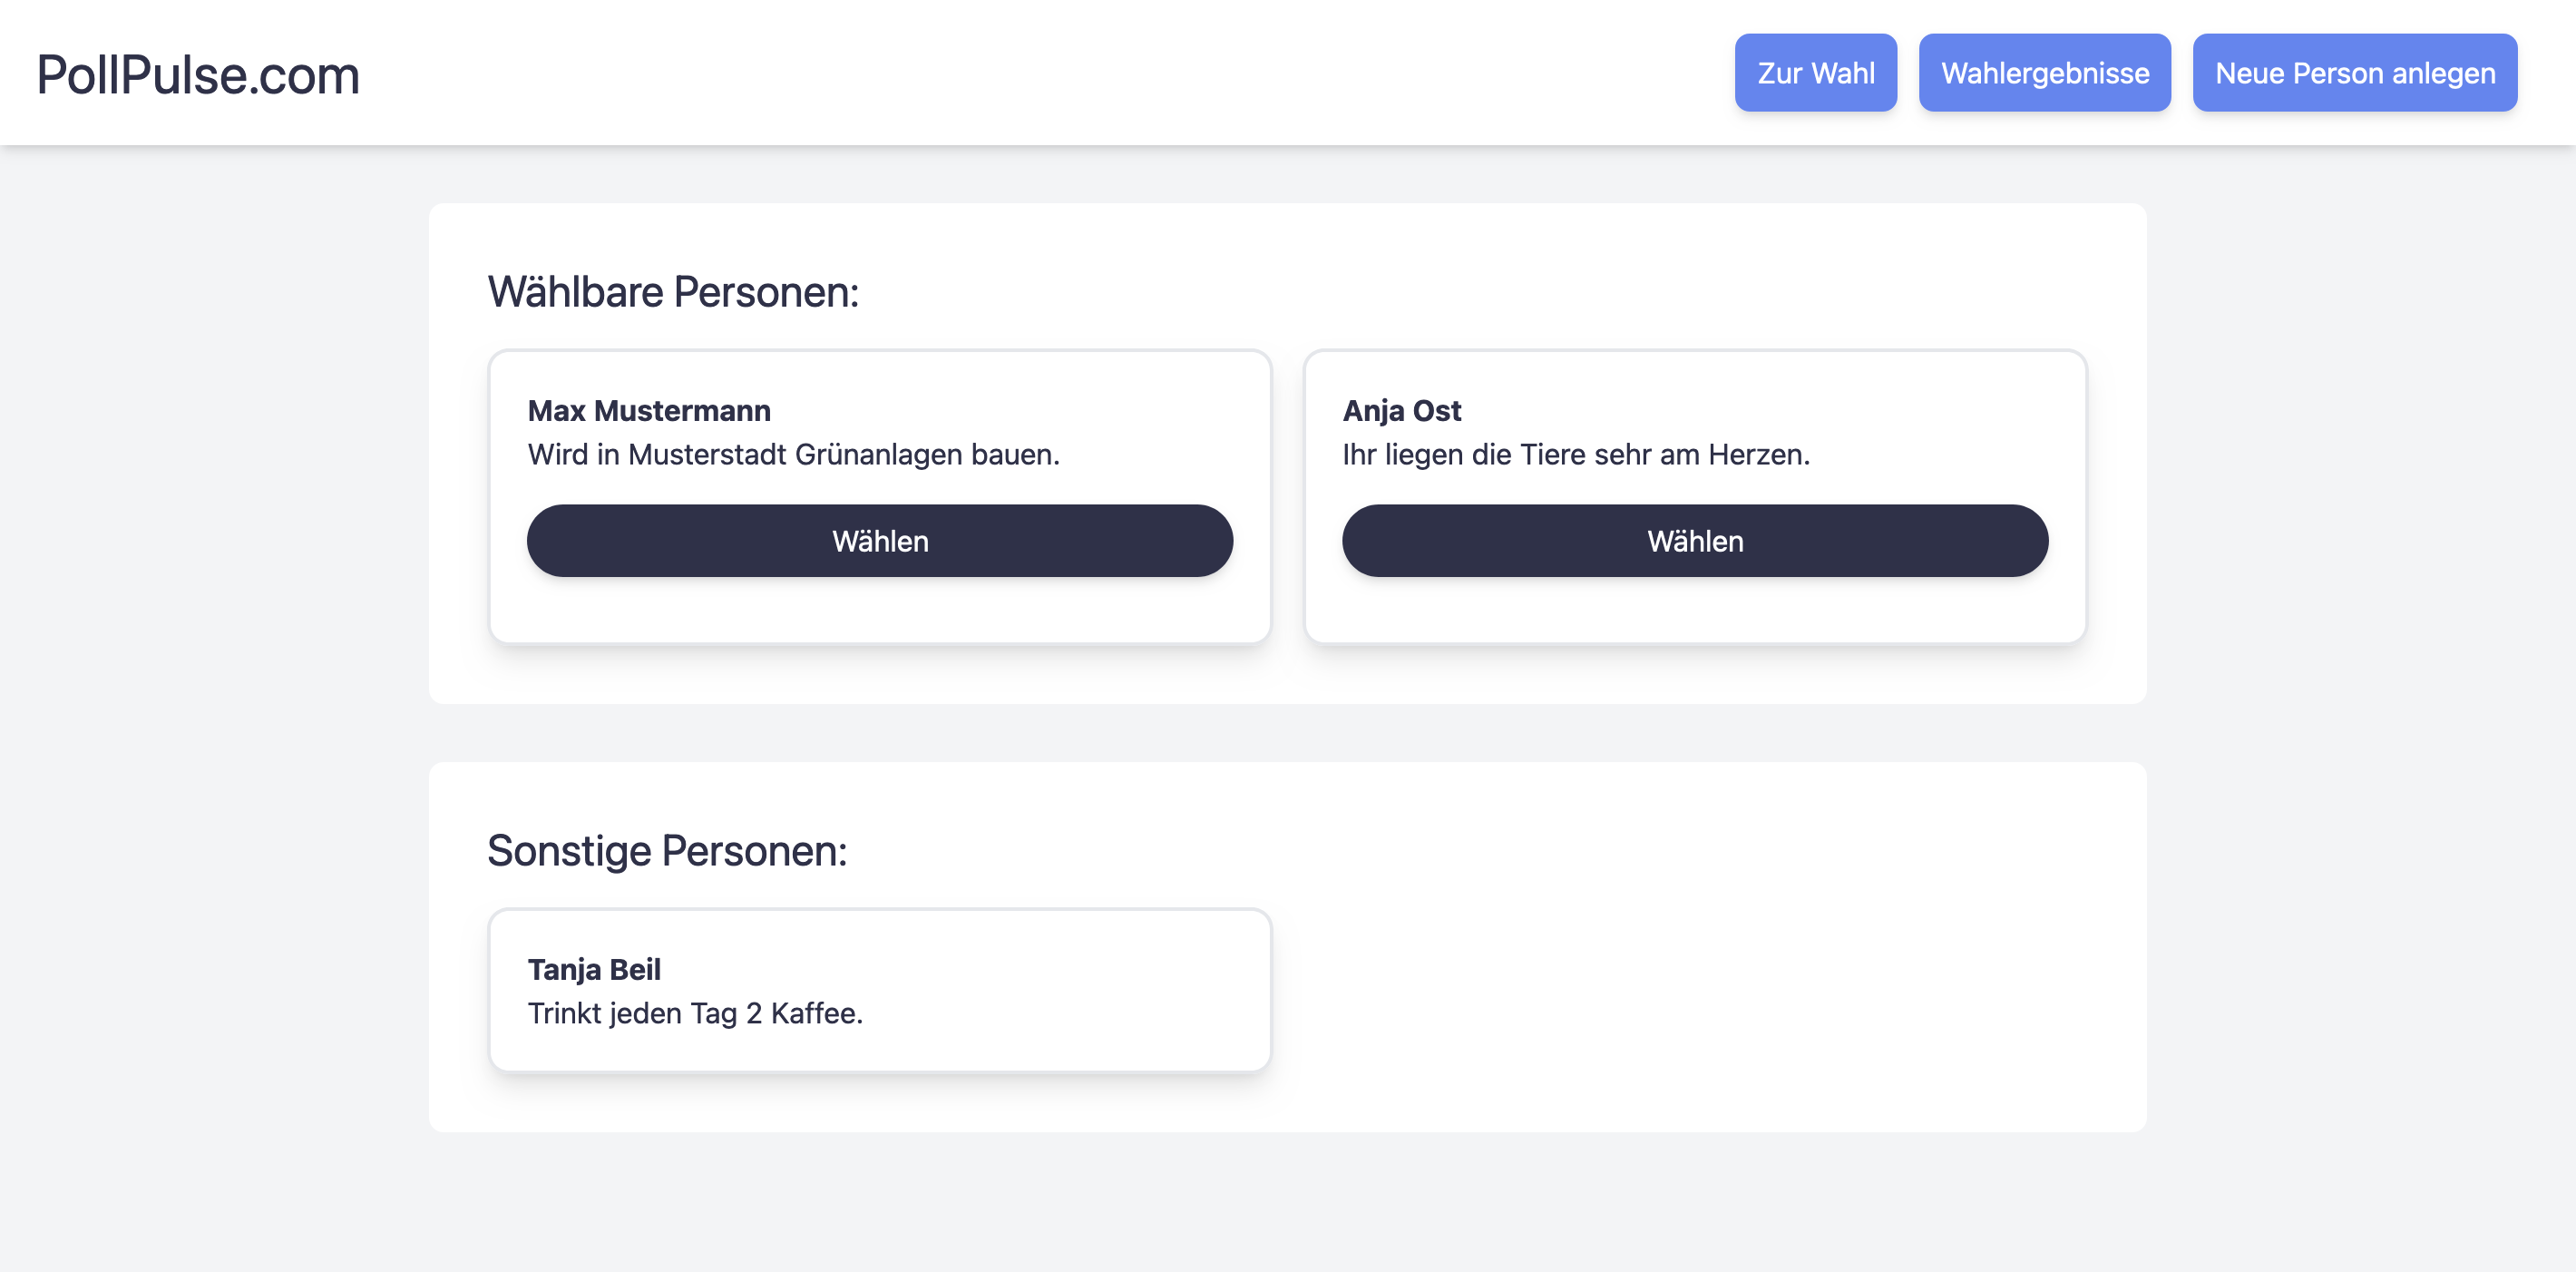 PollPulse.com
Zur Wahl
Wahlergebnisse
Neue Person anlegen
Wählbare Personen:
Max Mustermann
Wird in Musterstadt Grünanlagen bauen.
Wählen
Anja Ost
Ihr liegen die Tiere sehr am Herzen.
Wählen
Sonstige Personen:
Tanja Beil
Trinkt jeden Tag 2 Kaffee.